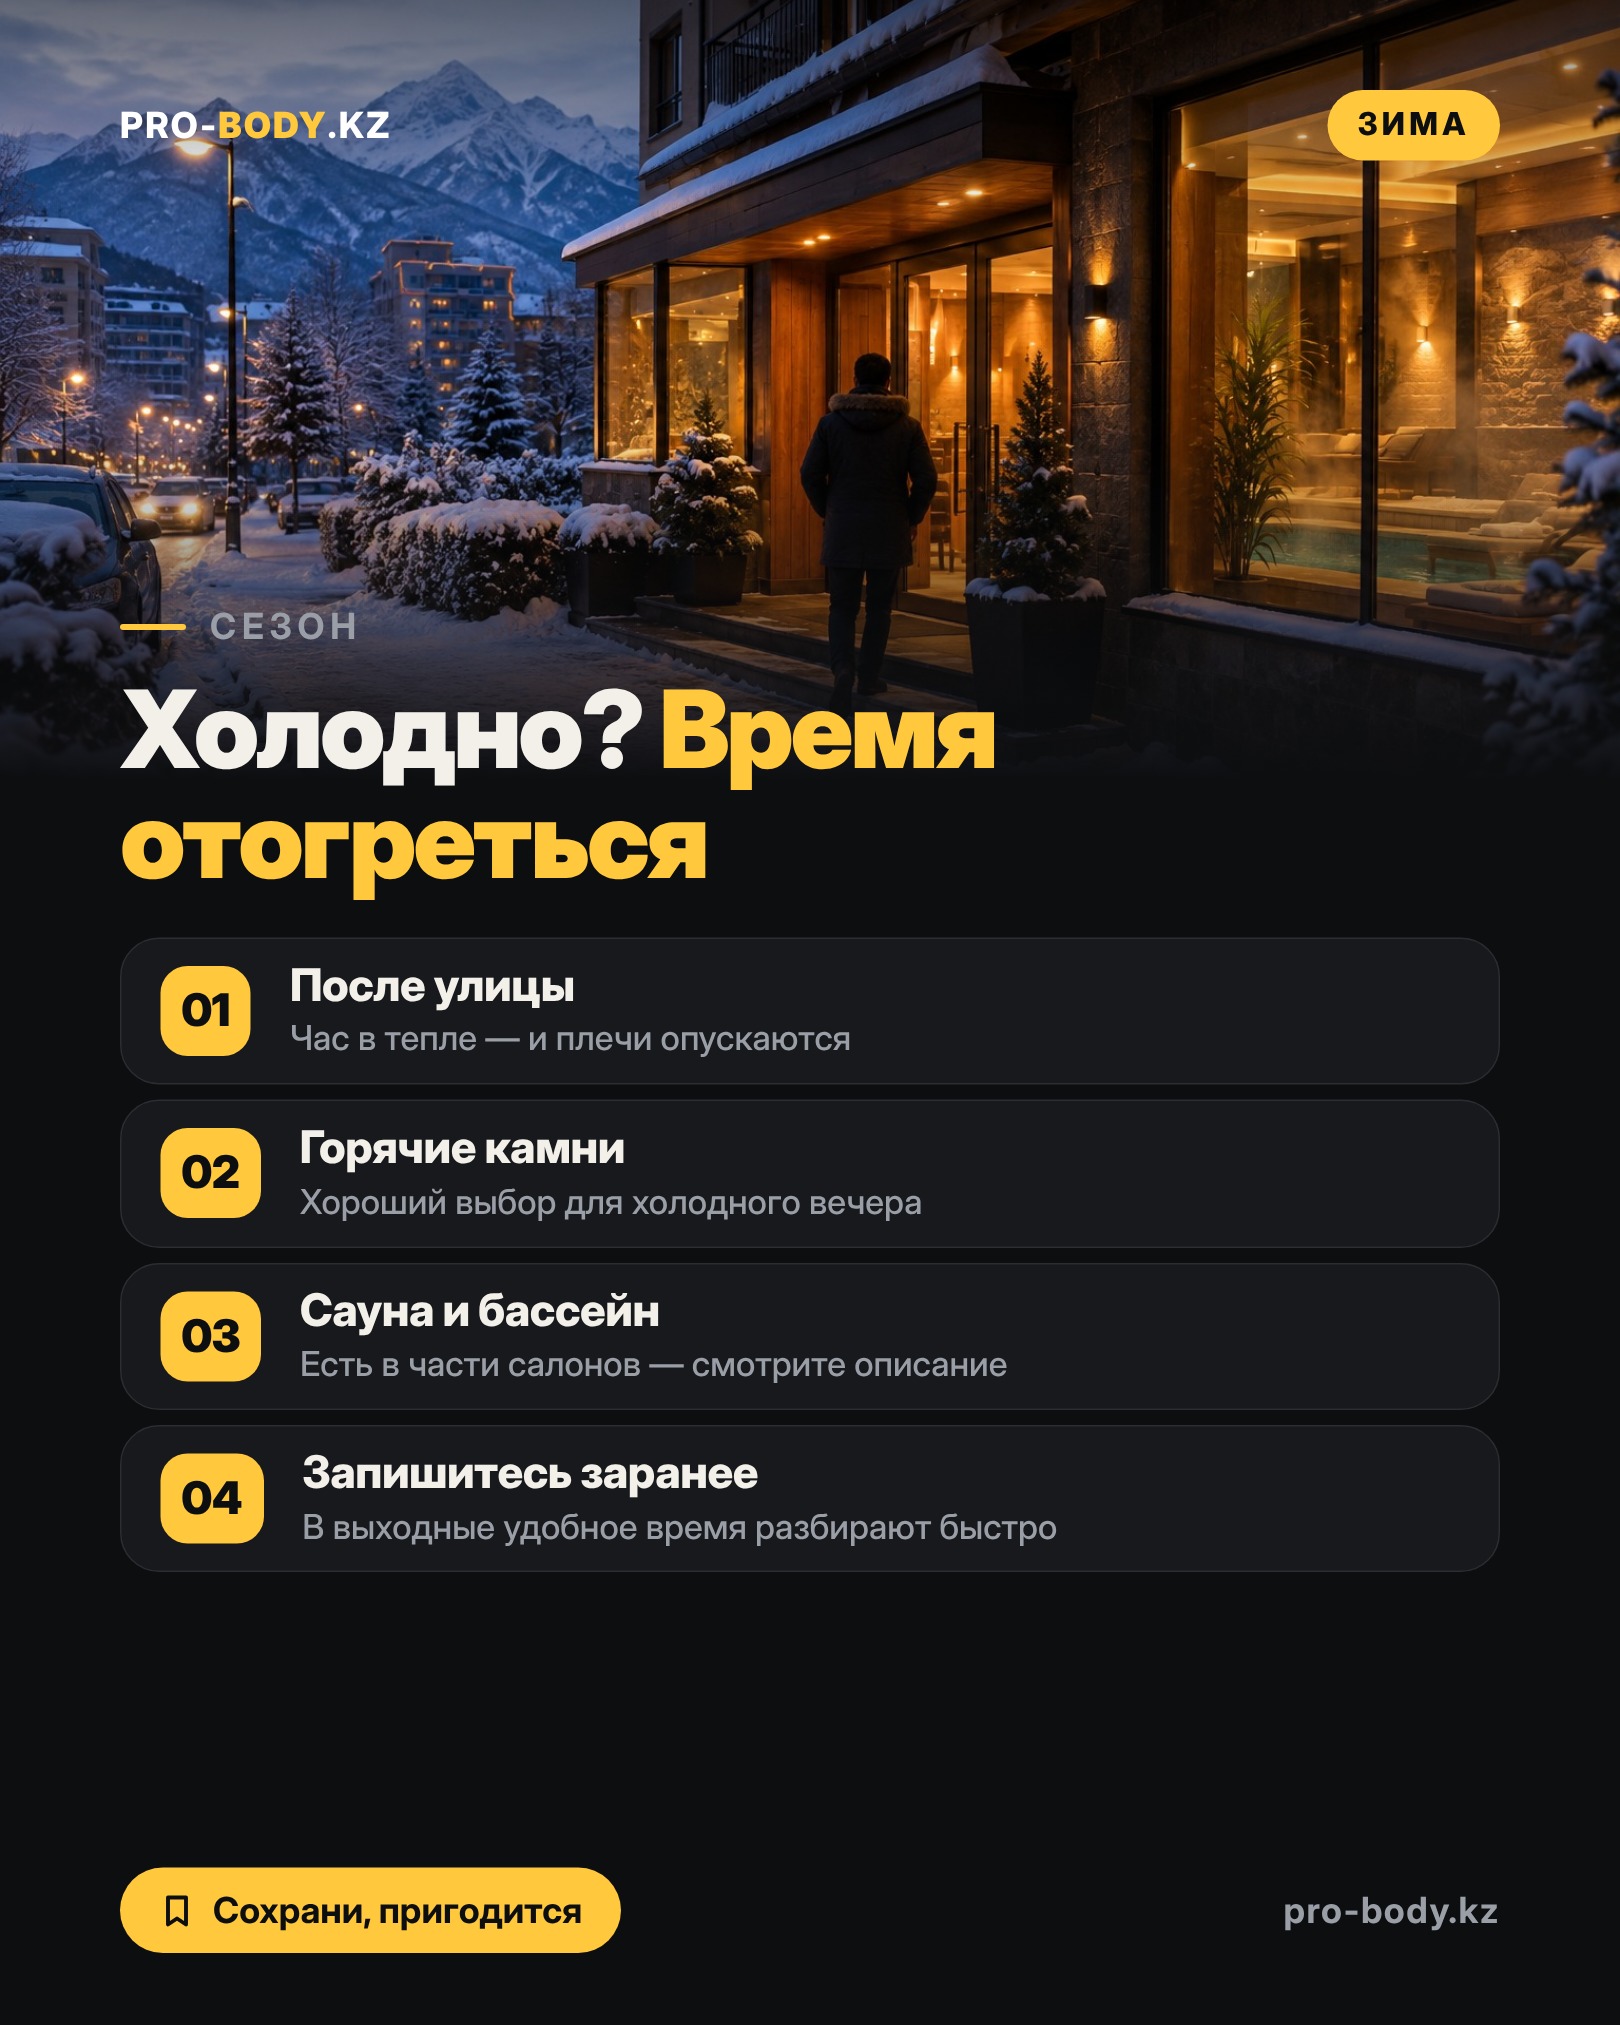 PRO-BODY.KZ
ЗИМА
СЕЗОН
Холодно? Время
отогреться
01
После улицы
Час в тепле — и плечи опускаются
02
Горячие камни
Хороший выбор для холодного вечера
03
Сауна и бассейн
Есть в части салонов — смотрите описание
04
Запишитесь заранее
В выходные удобное время разбирают быстро
Сохрани, пригодится
pro-body.kz